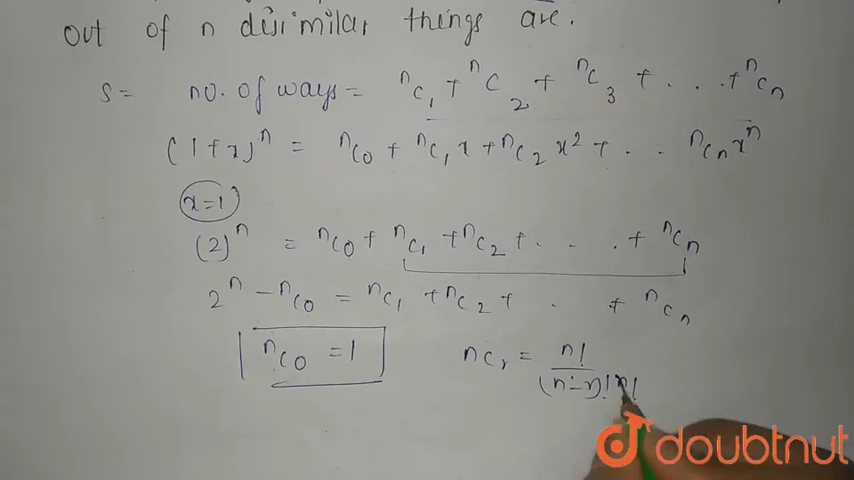 out of n dissimilar things are.
S = no. of ways = ⁿC₁ + ⁿC₂ + ⁿC₃ + . . . + ⁿCₙ
(1+x)ⁿ = ⁿC₀ + ⁿC₁x + ⁿC₂x² + . . ⁿCₙxⁿ
x=1
(2)ⁿ = ⁿC₀ + ⁿC₁ + ⁿC₂ + . . . + ⁿCₙ
2ⁿ - ⁿC₀ = ⁿC₁ + ⁿC₂ + . + ⁿCₙ
ⁿC₀ = 1
nCᵣ = n! / (n-r)! r!
doubtnut